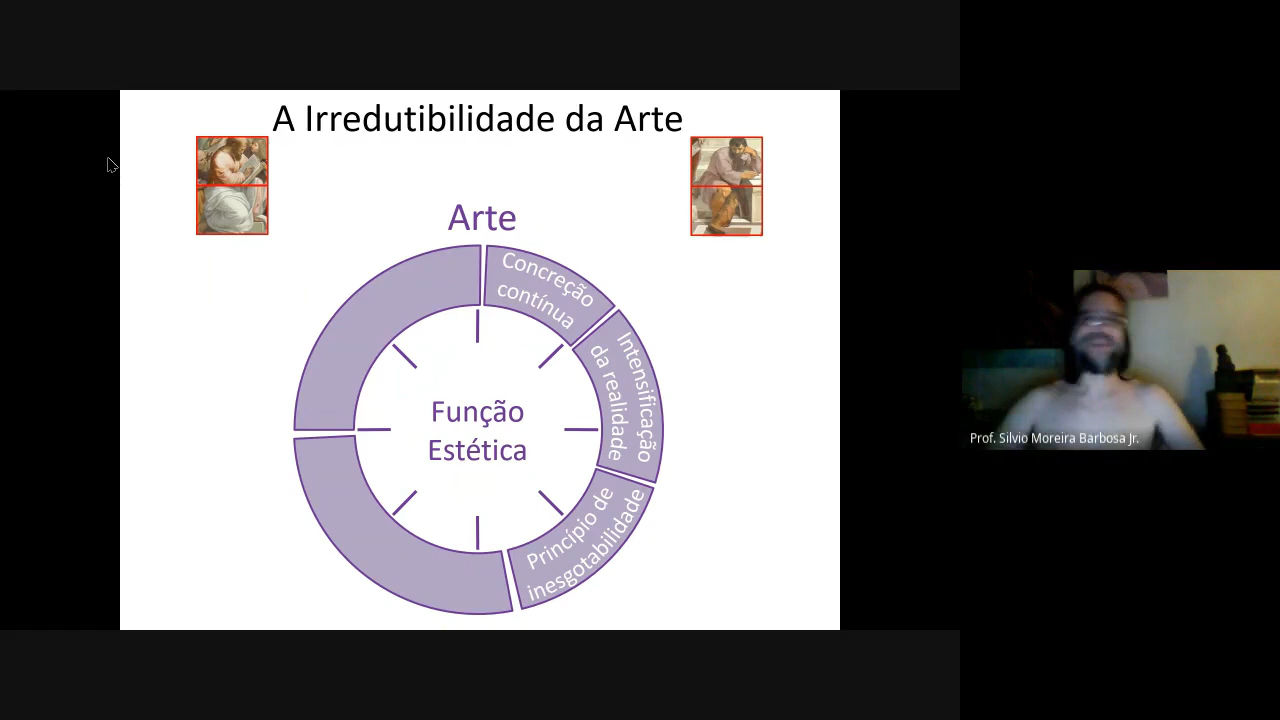 A Irredutibilidade da Arte
Arte
Concreção
contínua
Intensificação
da realidade
Princípio de
inesgotabilidade
Função
Estética
Prof. Silvio Moreira Barbosa Jr.